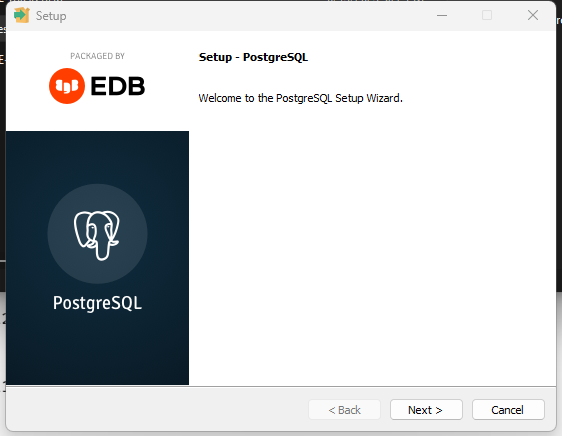 Setup
PACKAGED BY
EDB
Setup - PostgreSQL
Welcome to the PostgreSQL Setup Wizard.
PostgreSQL
< Back
Next >
Cancel